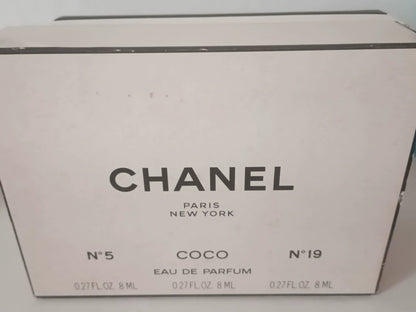 CHANEL
PARIS
NEW YORK
N°5 COCO N°19
EAU DE PARFUM
0.27 FL.OZ. 8 ML 0.27 FL.OZ. 8 ML 0.27 FL.OZ. 8 ML